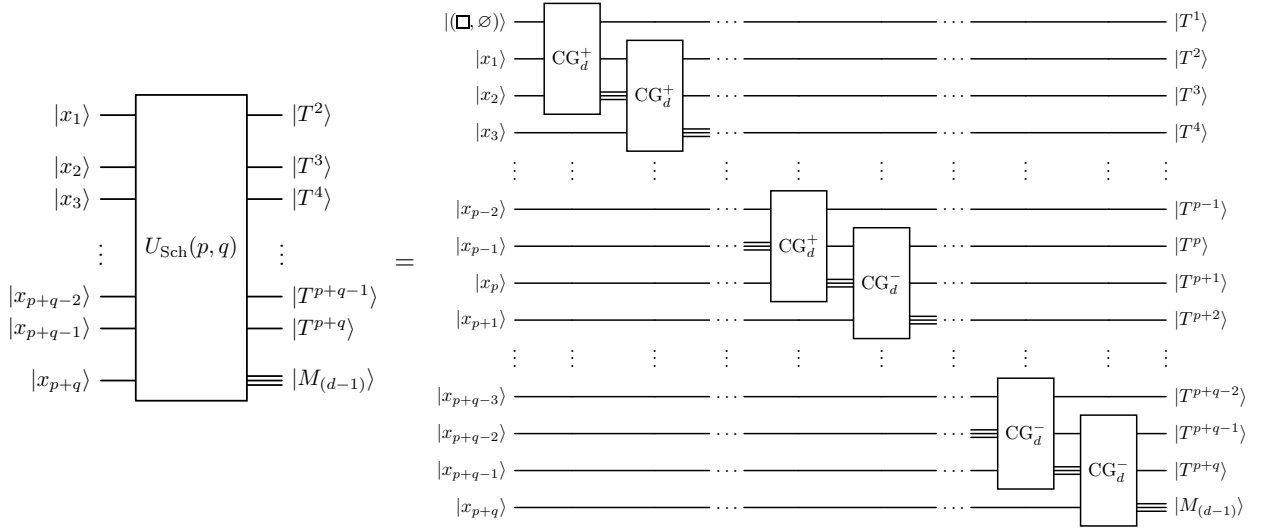 |x_1⟩
|x_2⟩
|x_3⟩
⋮
|x_{p+q-2}⟩
|x_{p+q-1}⟩
|x_{p+q}⟩
U_{Sch}(p, q)
|T^2⟩
|T^3⟩
|T^4⟩
⋮
|T^{p+q-1}⟩
|T^{p+q}⟩
|M_{(d-1)}⟩
=
|(□, ∅)⟩ ⋯ ⋯ |T^1⟩
|x_1⟩ CG_d^+ ⋯ ⋯ |T^2⟩
|x_2⟩ CG_d^+ ⋯ ⋯ |T^3⟩
|x_3⟩ ⋯ ⋯ |T^4⟩
⋮ ⋮ ⋮ ⋮ ⋮ ⋮ ⋮ ⋮ ⋮
|x_{p-2}⟩ ⋯ ⋯ |T^{p-1}⟩
|x_{p-1}⟩ ⋯ CG_d^+ ⋯ |T^p⟩
|x_p⟩ ⋯ CG_d^- ⋯ |T^{p+1}⟩
|x_{p+1}⟩ ⋯ ⋯ |T^{p+2}⟩
⋮ ⋮ ⋮ ⋮ ⋮ ⋮ ⋮ ⋮ ⋮
|x_{p+q-3}⟩ ⋯ ⋯ |T^{p+q-2}⟩
|x_{p+q-2}⟩ ⋯ ⋯ CG_d^- |T^{p+q-1}⟩
|x_{p+q-1}⟩ ⋯ ⋯ CG_d^- |T^{p+q}⟩
|x_{p+q}⟩ ⋯ ⋯ |M_{(d-1)}⟩